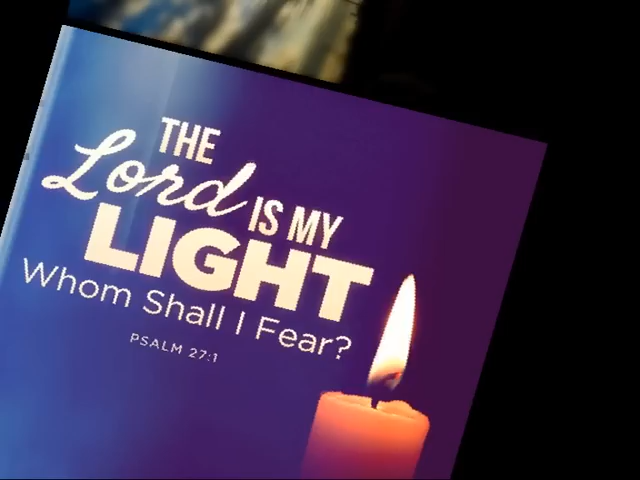 THE
Lord IS MY
LIGHT
Whom Shall I Fear?
PSALM 27:1